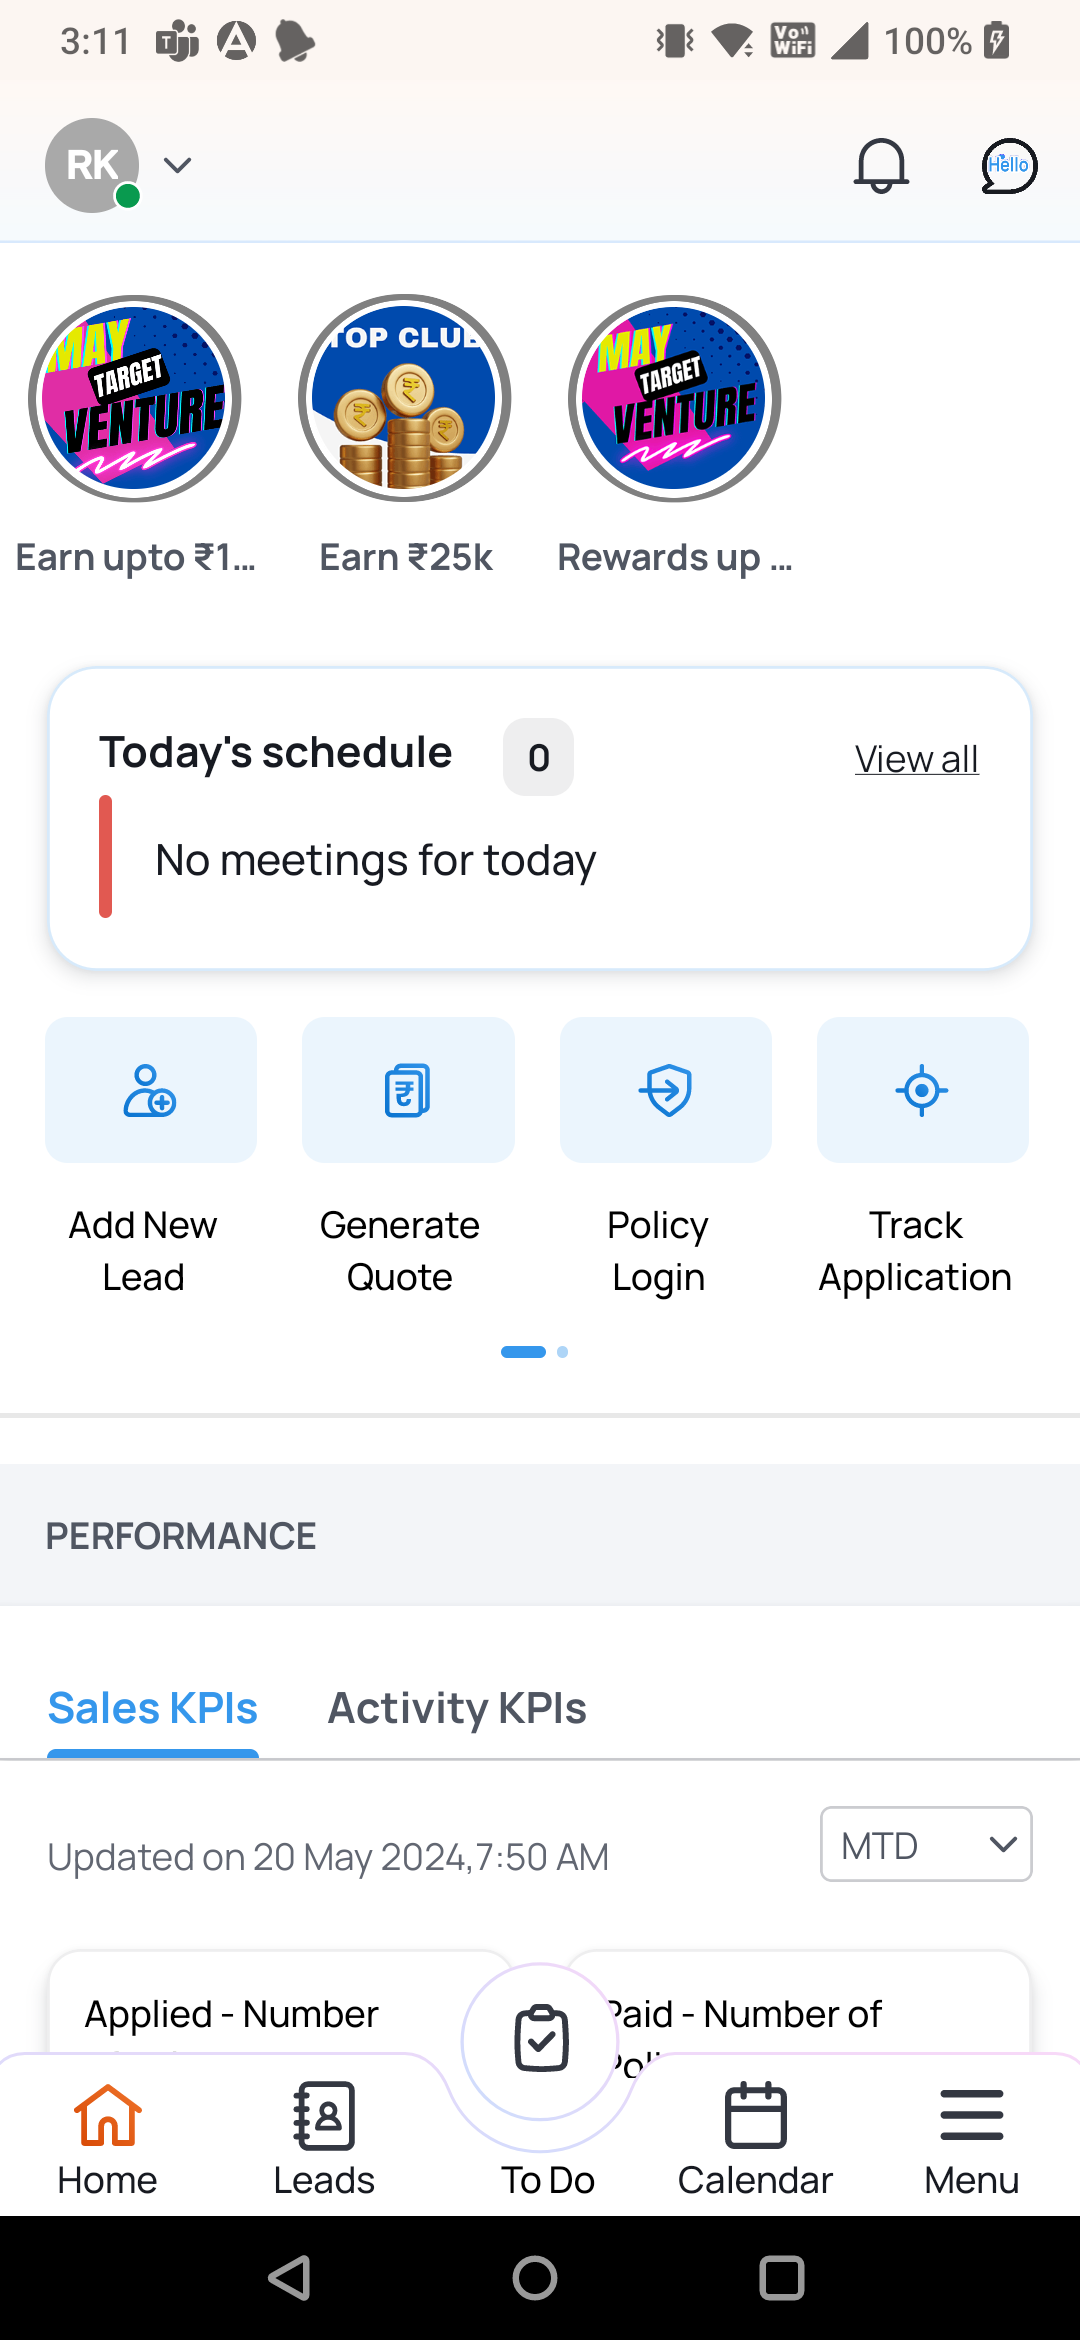 3:11
Vo
WiFi
100%
RK
Hello
MAY
TARGET
VENTURE
TOP CLUB
MAY
TARGET
VENTURE
Earn upto ₹1...
Earn ₹25k
Rewards up ...
Today's schedule
0
View all
No meetings for today
Add New
Lead
Generate
Quote
Policy
Login
Track
Application
PERFORMANCE
Sales KPIs
Activity KPIs
Updated on 20 May 2024,7:50 AM
MTD
Applied - Number
Paid - Number of
Home
Leads
To Do
Calendar
Menu